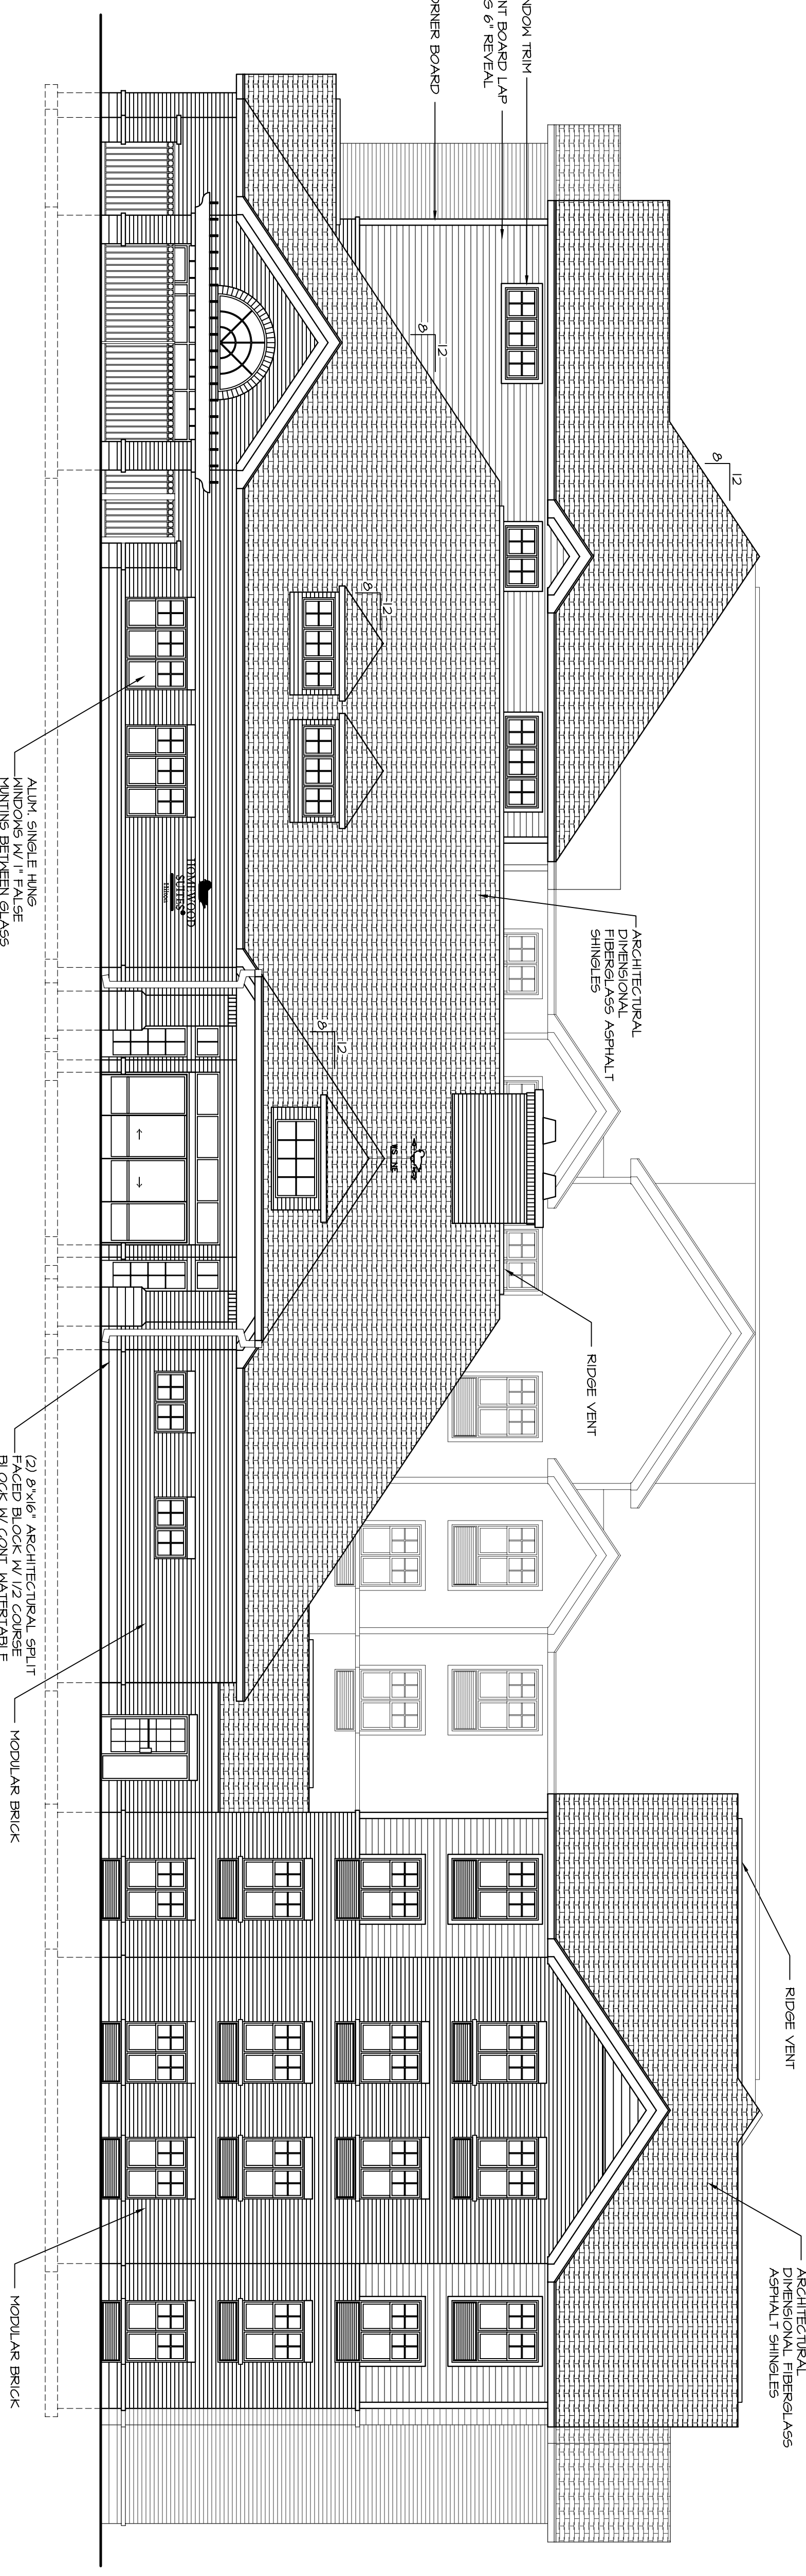 NDOW TRIM
NT BOARD LAP
G 6" REVEAL
ORNER BOARD
12
8
12
8
12
8
12
8
ARCHITECTURAL
DIMENSIONAL
FIBERGLASS ASPHALT
SHINGLES
RIDGE VENT
RIDGE VENT
ARCHITECTURAL
DIMENSIONAL FIBERGLASS
ASPHALT SHINGLES
HOMEWOOD
SUITES®
Hilton
ALUM. SINGLE HUNG
WINDOWS W/ 1" FALSE
MUNTINS BETWEEN GLASS
(2) 8"x16" ARCHITECTURAL SPLIT
FACED BLOCK W/ 1/2 COURSE
BLOCK W/ CONT. WATERTABLE
MODULAR BRICK
MODULAR BRICK